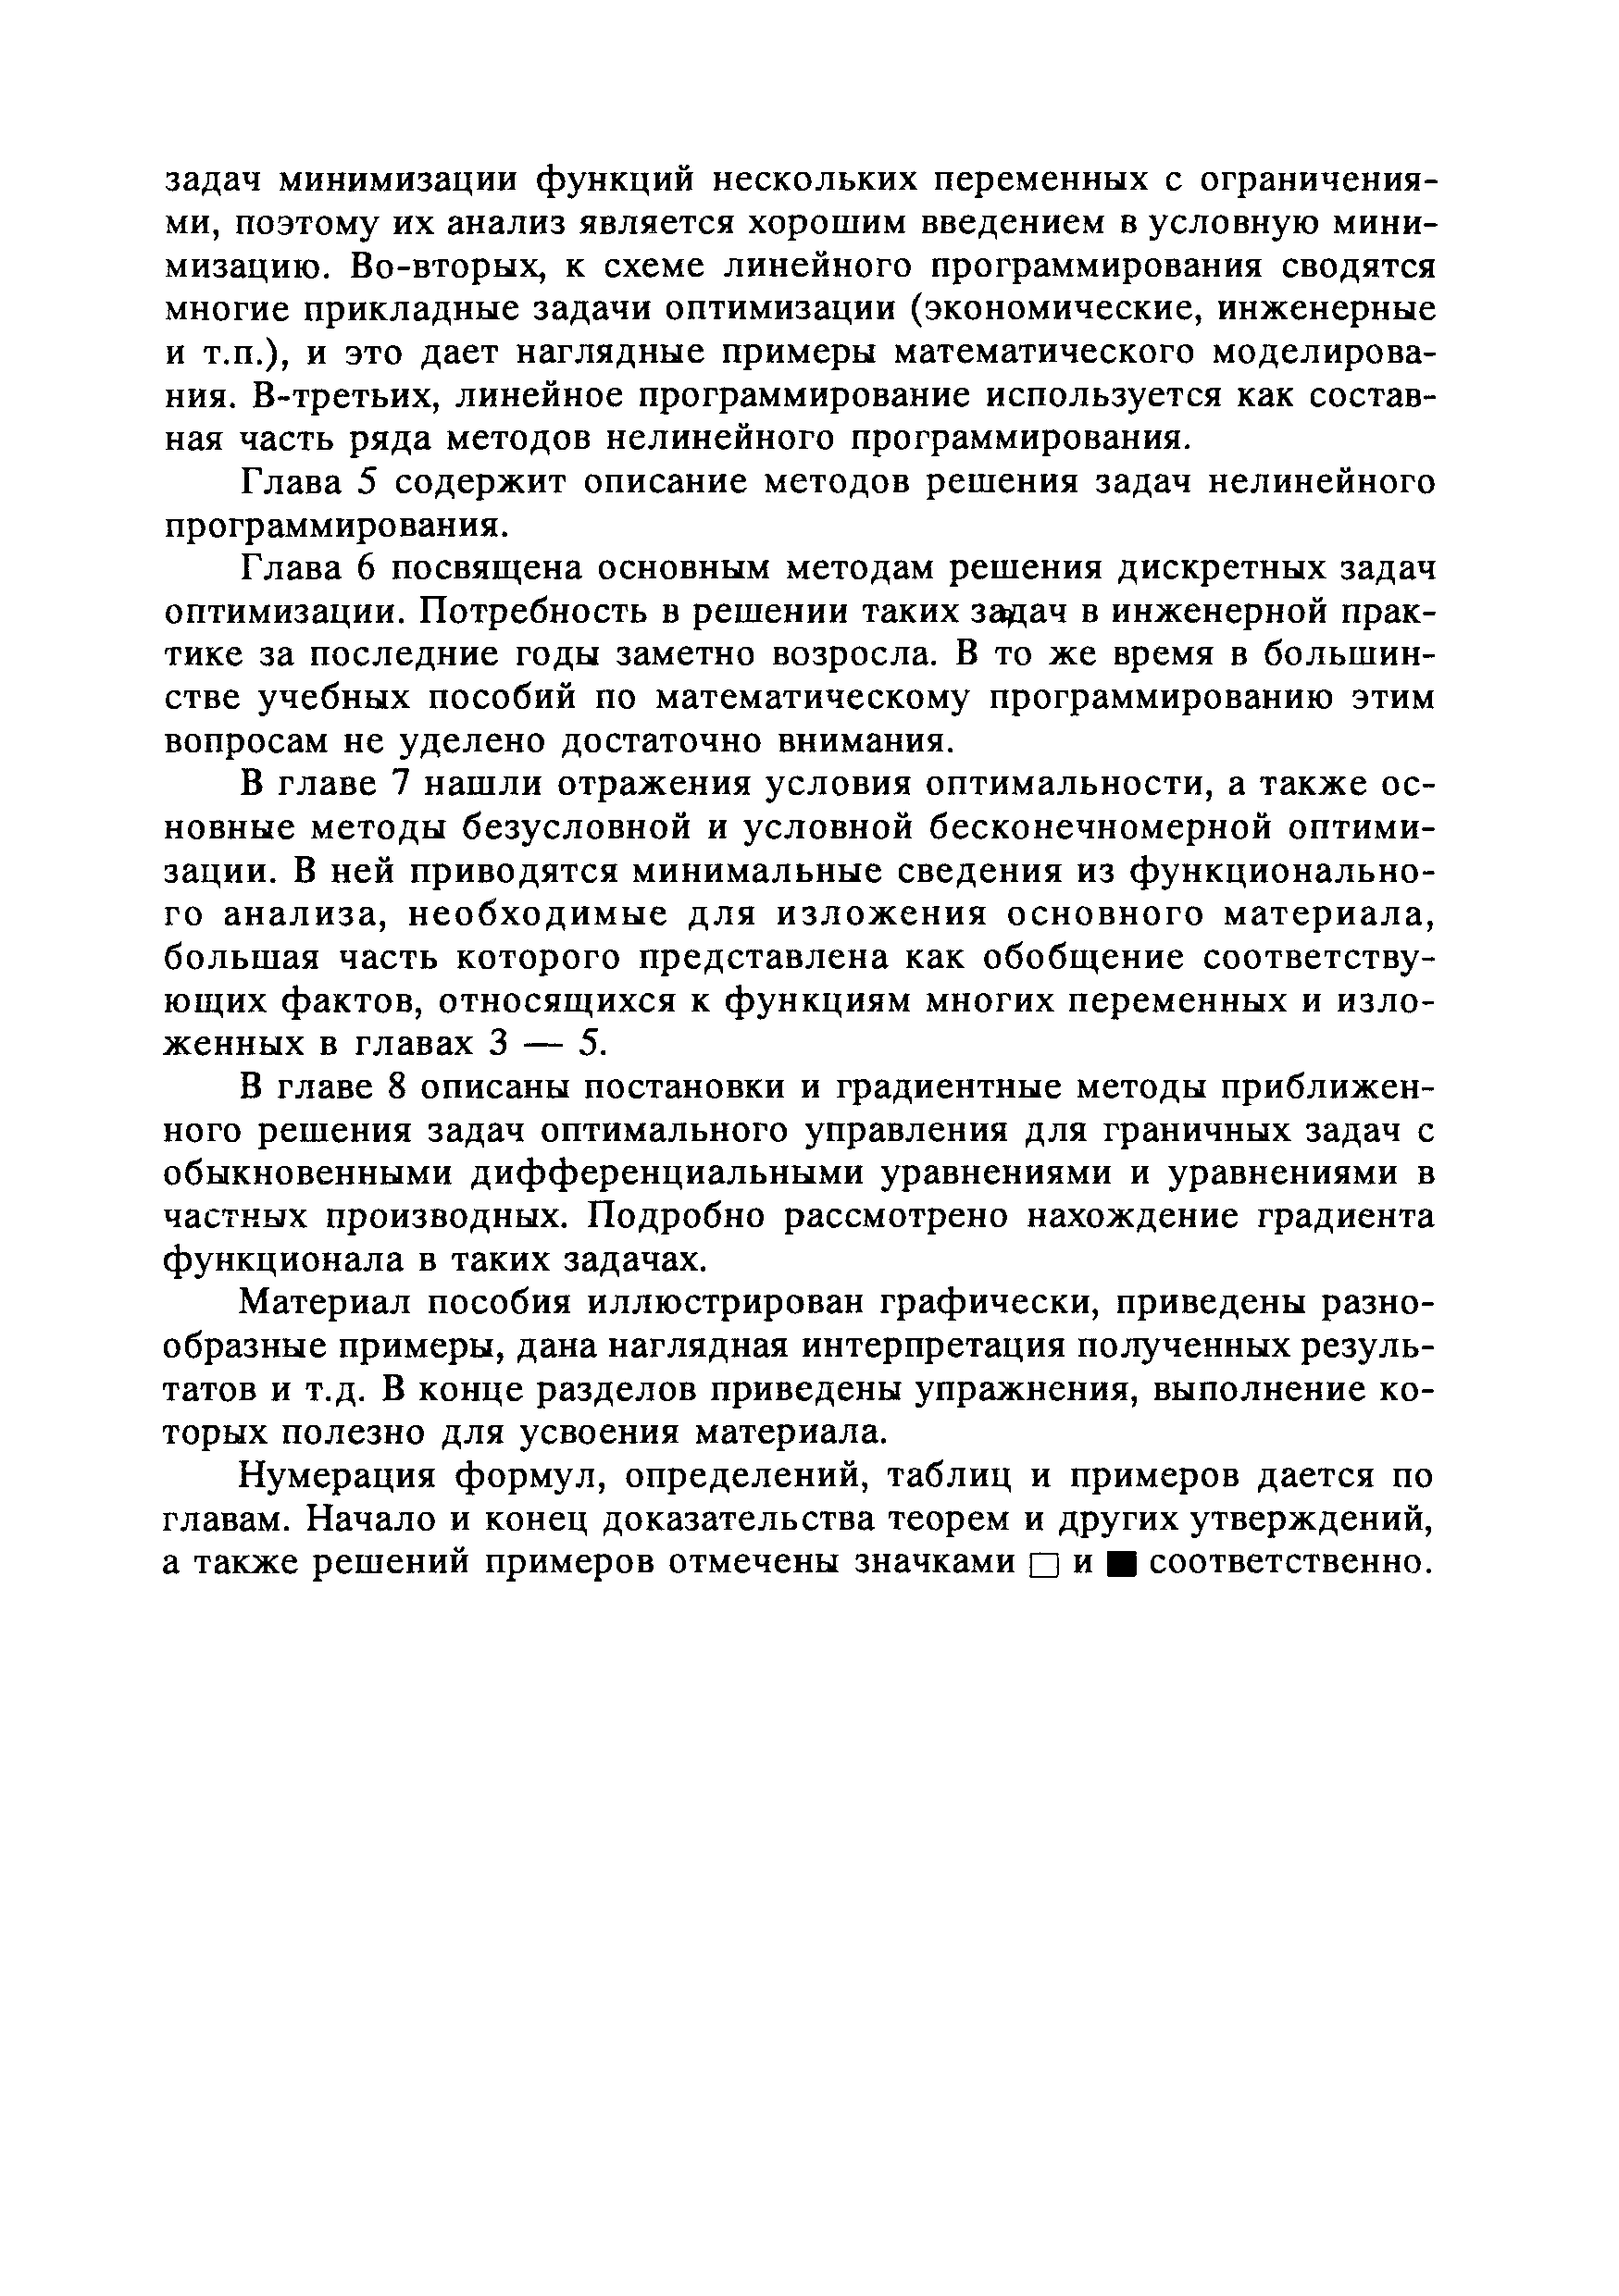 задач минимизации функций нескольких переменных с ограничения-
ми, поэтому их анализ является хорошим введением в условную мини-
мизацию. Во-вторых, к схеме линейного программирования сводятся
многие прикладные задачи оптимизации (экономические, инженерные
и т.п.), и это дает наглядные примеры математического моделирова-
ния. В-третьих, линейное программирование используется как состав-
ная часть ряда методов нелинейного программирования.
Глава 5 содержит описание методов решения задач нелинейного
программирования.
Глава 6 посвящена основным методам решения дискретных задач
оптимизации. Потребность в решении таких задач в инженерной прак-
тике за последние годы заметно возросла. В то же время в большин-
стве учебных пособий по математическому программированию этим
вопросам не уделено достаточно внимания.
В главе 7 нашли отражения условия оптимальности, а также ос-
новные методы безусловной и условной бесконечномерной оптими-
зации. В ней приводятся минимальные сведения из функционально-
го анализа, необходимые для изложения основного материала,
большая часть которого представлена как обобщение соответству-
ющих фактов, относящихся к функциям многих переменных и изло-
женных в главах 3 — 5.
В главе 8 описаны постановки и градиентные методы приближен-
ного решения задач оптимального управления для граничных задач с
обыкновенными дифференциальными уравнениями и уравнениями в
частных производных. Подробно рассмотрено нахождение градиента
функционала в таких задачах.
Материал пособия иллюстрирован графически, приведены разно-
образные примеры, дана наглядная интерпретация полученных резуль-
татов и т.д. В конце разделов приведены упражнения, выполнение ко-
торых полезно для усвоения материала.
Нумерация формул, определений, таблиц и примеров дается по
главам. Начало и конец доказательства теорем и других утверждений,
а также решений примеров отмечены значками □ и ■ соответственно.